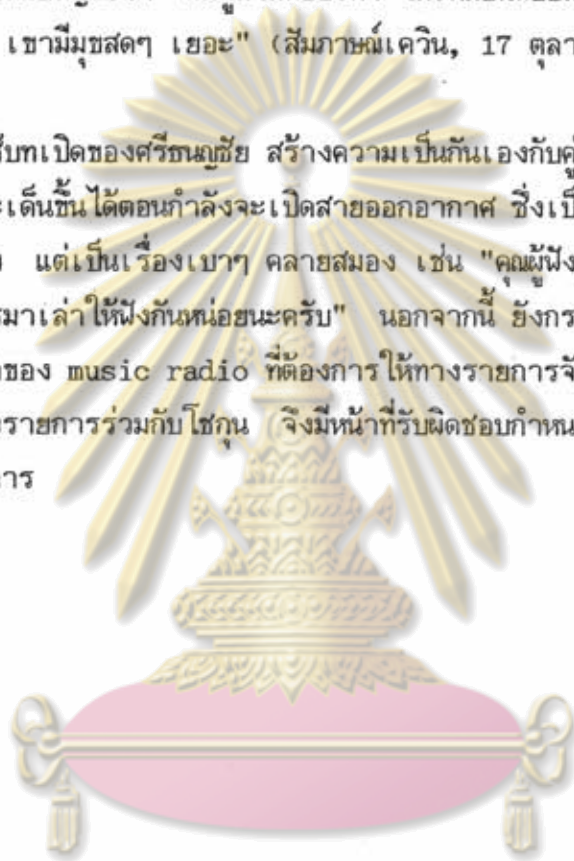 เขามีมุขสดๆ เยอะ" (สัมภาษณ์เควิน, 17 ตุลา
บทเปิดของศรีธนญชัย สร้างความเป็นกันเองกับคู่
ะเด็นขึ้นได้ตอนกำลังจะเปิดสายออกอากาศ ซึ่งเป็
แต่เป็นเรื่องเบาๆ คลายสมอง เช่น "คุณผู้ฟัง
รมาเล่าให้ฟังกันหน่อยนะครับ" นอกจากนี้ ยังกร
ของ music radio ที่ต้องการให้ทางรายการจั
รายการร่วมกับโชกุน จึงมีหน้าที่รับผิดชอบกำหน
การ